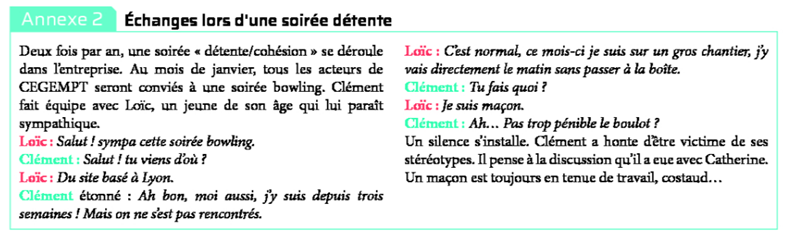 Annexe 2 Échanges lors d'une soirée détente
Deux fois par an, une soirée « détente/cohésion » se déroule
dans l'entreprise. Au mois de janvier, tous les acteurs de
CEGEMPT seront conviés à une soirée bowling. Clément
fait équipe avec Loïc, un jeune de son âge qui lui paraît
sympathique.
Loïc : Salut ! sympa cette soirée bowling.
Clément : Salut ! tu viens d'où ?
Loïc : Du site basé à Lyon.
Clément étonné : Ah bon, moi aussi, j'y suis depuis trois
semaines ! Mais on ne s'est pas rencontrés.
Loïc : C'est normal, ce mois-ci je suis sur un gros chantier, j'y
vais directement le matin sans passer à la boîte.
Clément : Tu fais quoi ?
Loïc : Je suis maçon.
Clément : Ah… Pas trop pénible le boulot ?
Un silence s'installe. Clément a honte d'être victime de ses
stéréotypes. Il pense à la discussion qu'il a eue avec Catherine.
Un maçon est toujours en tenue de travail, costaud…